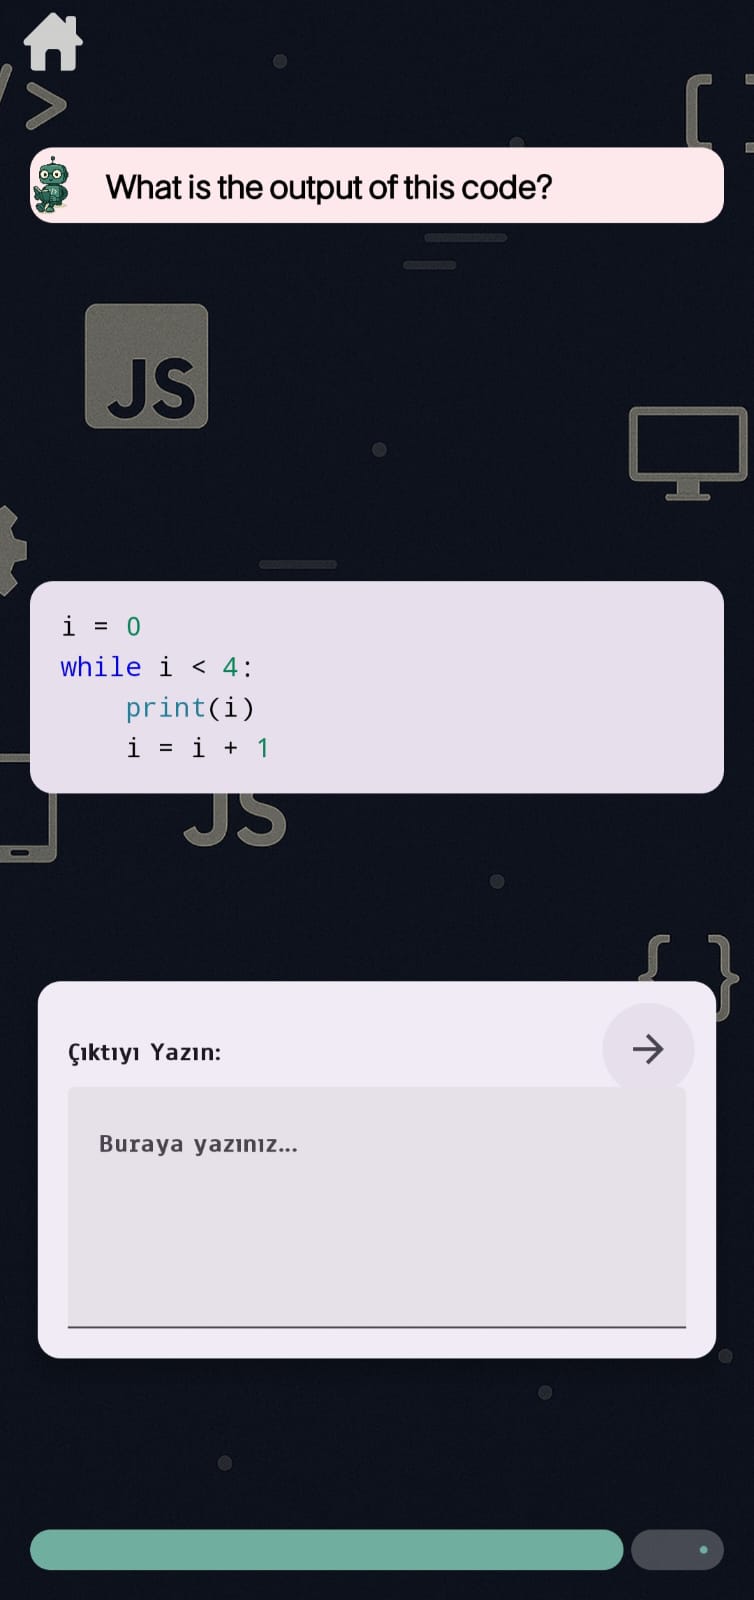 />
[ ]
What is the output of this code?
JS
i = 0
while i < 4:
    print(i)
    i = i + 1
JS
{ }
Çıktıyı Yazın:
Buraya yazınız...